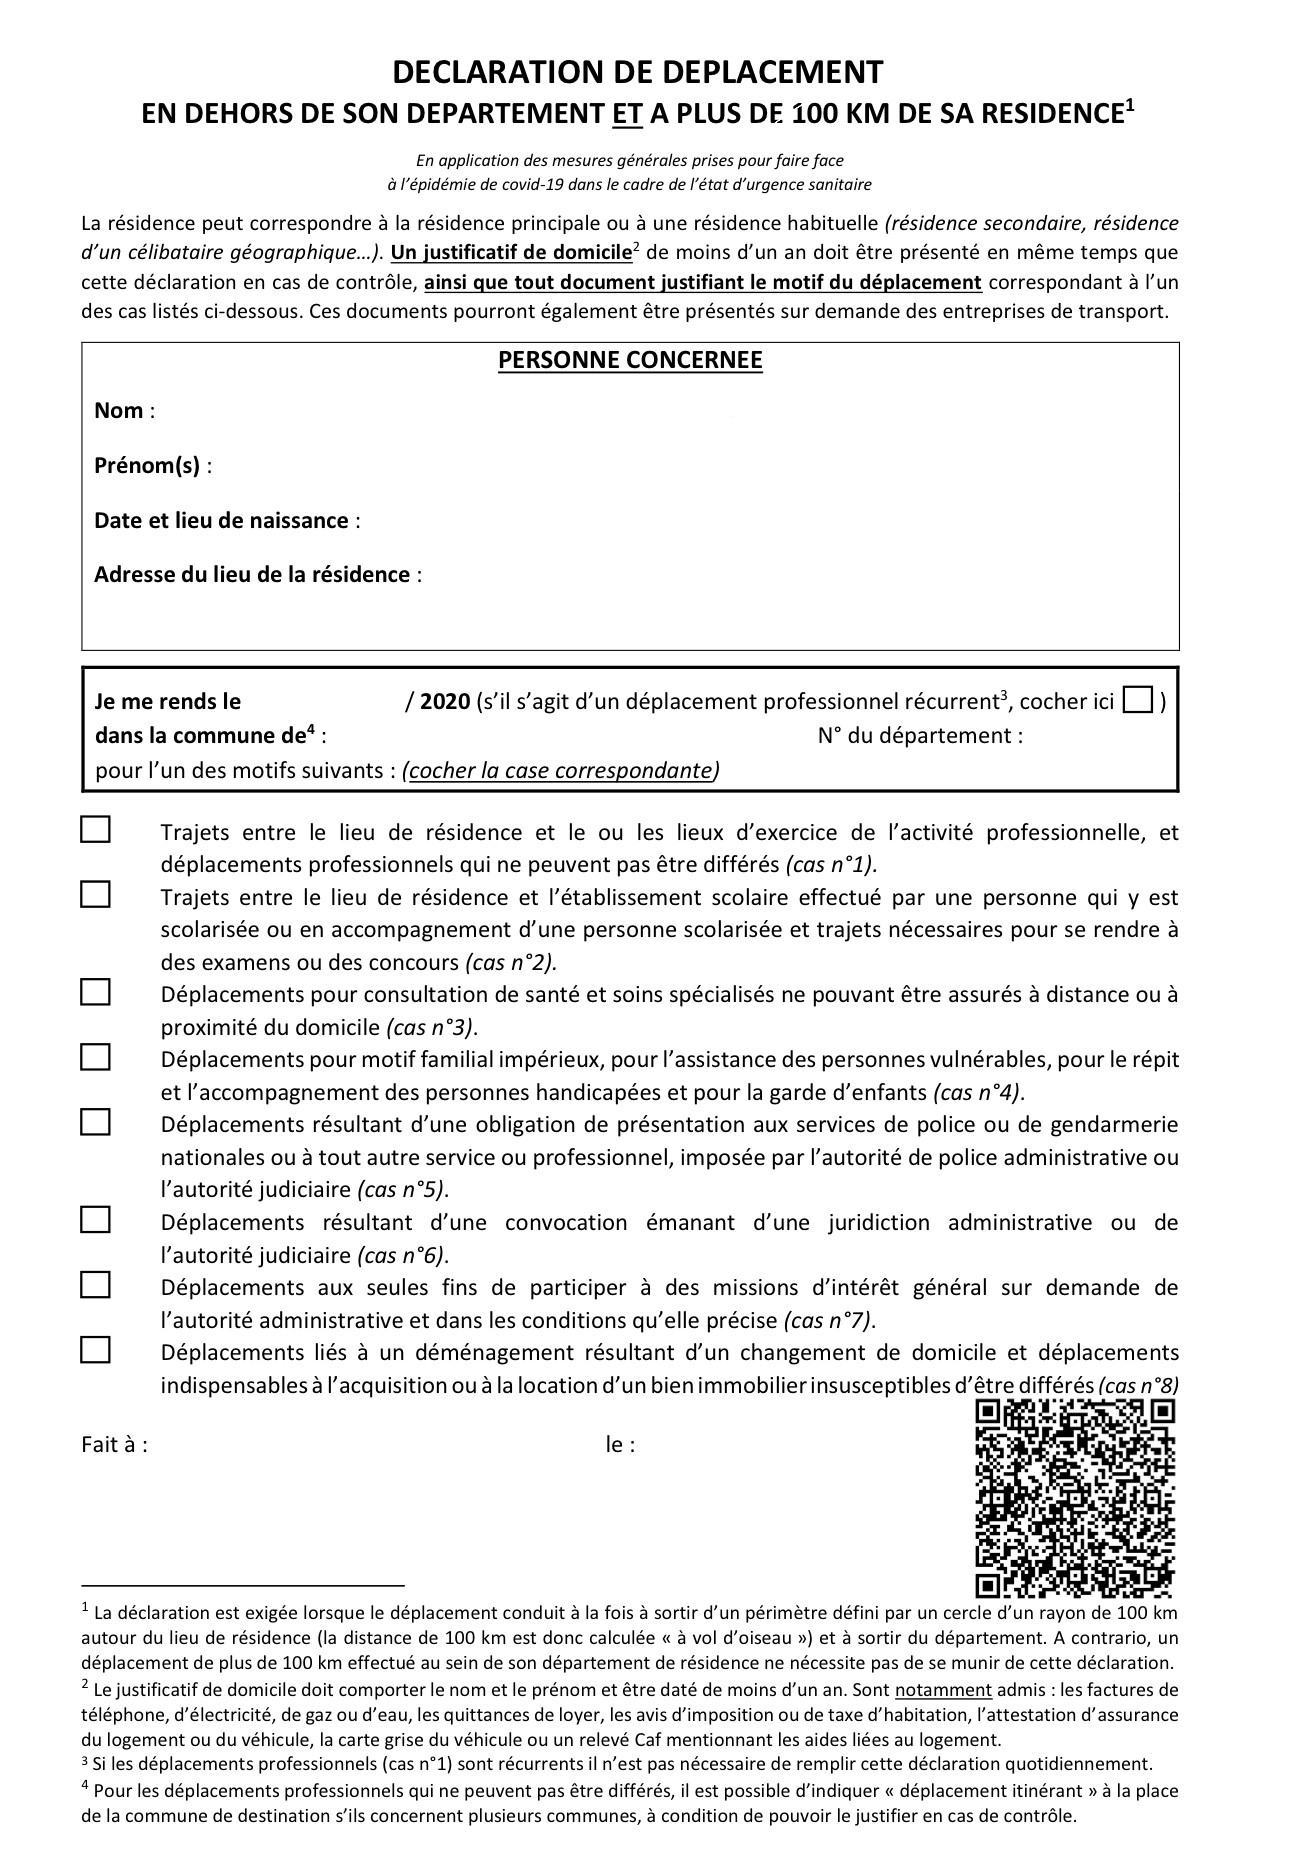 DECLARATION DE DEPLACEMENT
EN DEHORS DE SON DEPARTEMENT ET A PLUS DE 100 KM DE SA RESIDENCE1
En application des mesures générales prises pour faire face
à l’épidémie de covid-19 dans le cadre de l’état d’urgence sanitaire
La résidence peut correspondre à la résidence principale ou à une résidence habituelle (résidence secondaire, résidence
d’un célibataire géographique…). Un justificatif de domicile2 de moins d’un an doit être présenté en même temps que
cette déclaration en cas de contrôle, ainsi que tout document justifiant le motif du déplacement correspondant à l’un
des cas listés ci-dessous. Ces documents pourront également être présentés sur demande des entreprises de transport.
PERSONNE CONCERNEE
Nom :
Prénom(s) :
Date et lieu de naissance :
Adresse du lieu de la résidence :
Je me rends le / 2020 (s’il s’agit d’un déplacement professionnel récurrent3, cocher ici )
dans la commune de4 : N° du département :
pour l’un des motifs suivants : (cocher la case correspondante)
Trajets entre le lieu de résidence et le ou les lieux d’exercice de l’activité professionnelle, et
déplacements professionnels qui ne peuvent pas être différés (cas n°1).
Trajets entre le lieu de résidence et l’établissement scolaire effectué par une personne qui y est
scolarisée ou en accompagnement d’une personne scolarisée et trajets nécessaires pour se rendre à
des examens ou des concours (cas n°2).
Déplacements pour consultation de santé et soins spécialisés ne pouvant être assurés à distance ou à
proximité du domicile (cas n°3).
Déplacements pour motif familial impérieux, pour l’assistance des personnes vulnérables, pour le répit
et l’accompagnement des personnes handicapées et pour la garde d’enfants (cas n°4).
Déplacements résultant d’une obligation de présentation aux services de police ou de gendarmerie
nationales ou à tout autre service ou professionnel, imposée par l’autorité de police administrative ou
l’autorité judiciaire (cas n°5).
Déplacements résultant d’une convocation émanant d’une juridiction administrative ou de
l’autorité judiciaire (cas n°6).
Déplacements aux seules fins de participer à des missions d’intérêt général sur demande de
l’autorité administrative et dans les conditions qu’elle précise (cas n°7).
Déplacements liés à un déménagement résultant d’un changement de domicile et déplacements
indispensables à l’acquisition ou à la location d’un bien immobilier insusceptibles d’être différés (cas n°8)
Fait à : le :
1 La déclaration est exigée lorsque le déplacement conduit à la fois à sortir d’un périmètre défini par un cercle d’un rayon de 100 km
autour du lieu de résidence (la distance de 100 km est donc calculée « à vol d’oiseau ») et à sortir du département. A contrario, un
déplacement de plus de 100 km effectué au sein de son département de résidence ne nécessite pas de se munir de cette déclaration.
2 Le justificatif de domicile doit comporter le nom et le prénom et être daté de moins d’un an. Sont notamment admis : les factures de
téléphone, d’électricité, de gaz ou d’eau, les quittances de loyer, les avis d’imposition ou de taxe d’habitation, l’attestation d’assurance
du logement ou du véhicule, la carte grise du véhicule ou un relevé Caf mentionnant les aides liées au logement.
3 Si les déplacements professionnels (cas n°1) sont récurrents il n’est pas nécessaire de remplir cette déclaration quotidiennement.
4 Pour les déplacements professionnels qui ne peuvent pas être différés, il est possible d’indiquer « déplacement itinérant » à la place
de la commune de destination s’ils concernent plusieurs communes, à condition de pouvoir le justifier en cas de contrôle.